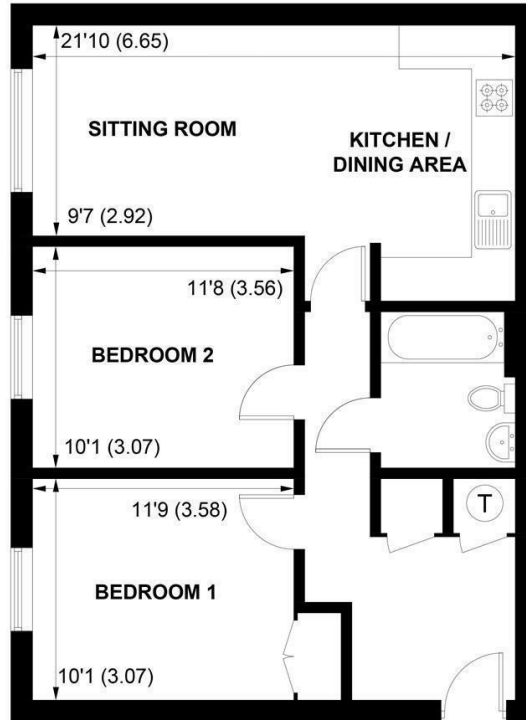 21'10 (6.65)
SITTING ROOM
KITCHEN /
DINING AREA
9'7 (2.92)
11'8 (3.56)
BEDROOM 2
10'1 (3.07)
11'9 (3.58)
T
BEDROOM 1
10'1 (3.07)